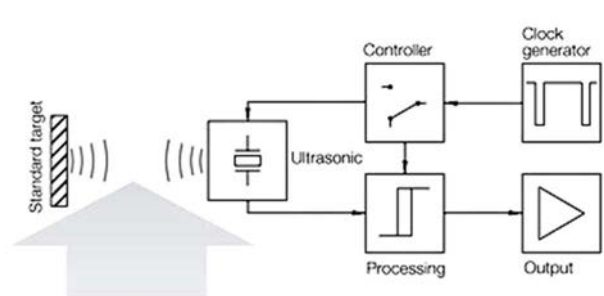 Clock
generator
Controller
Standard target
Ultrasonic
Processing
Output